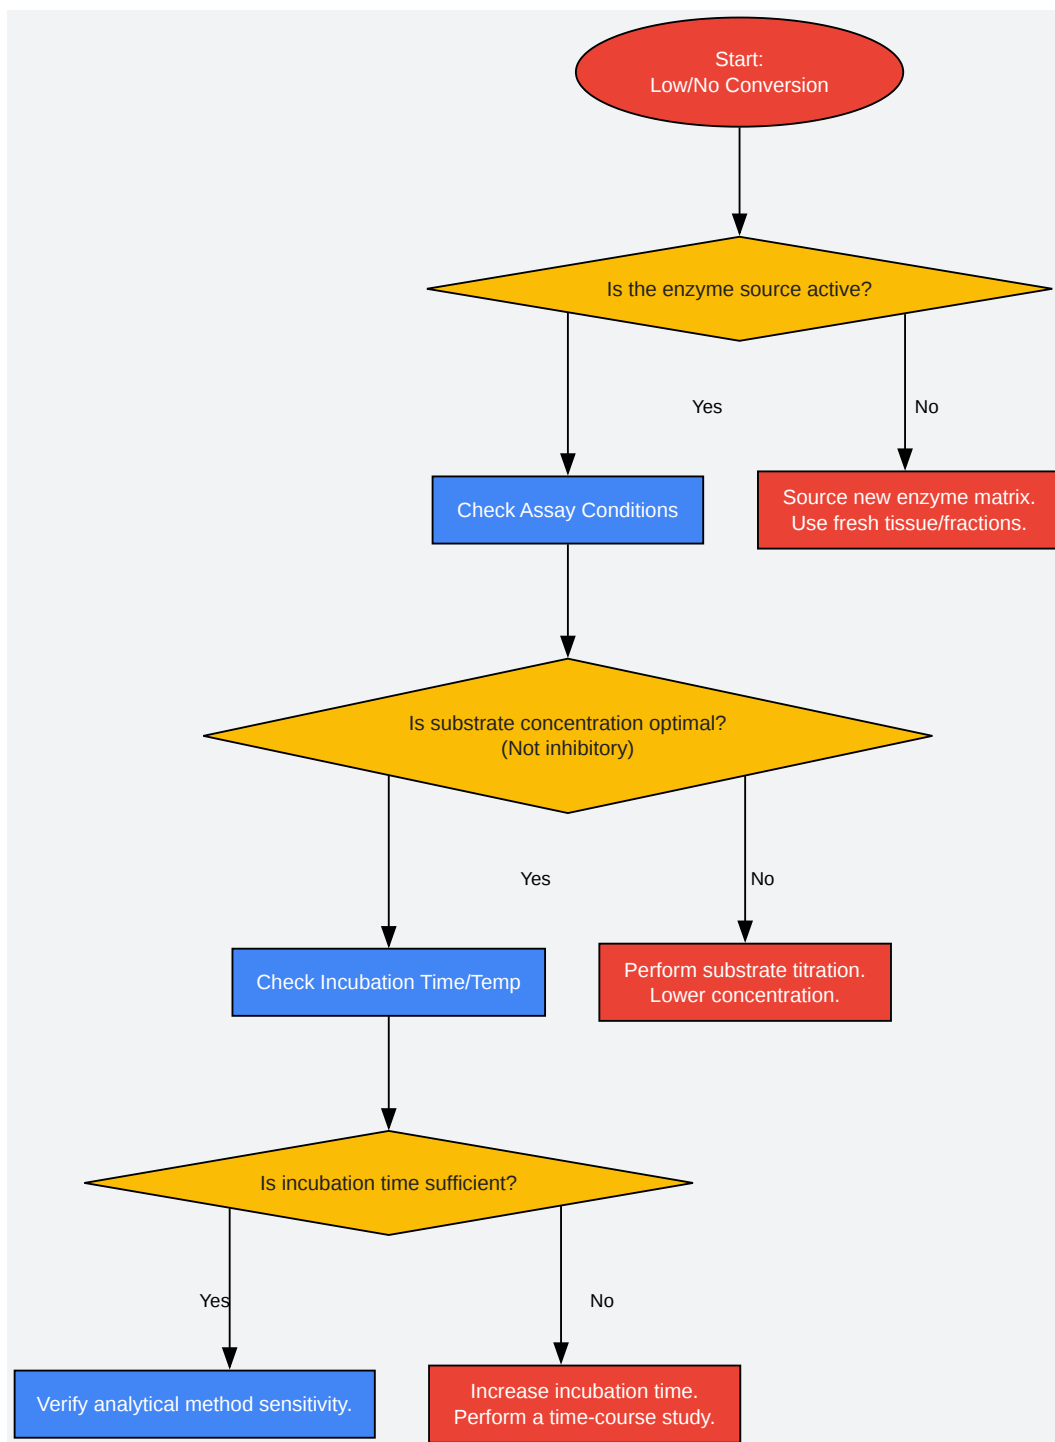 Start:
Low/No Conversion
Is the enzyme source active?
Yes
No
Check Assay Conditions
Source new enzyme matrix.
Use fresh tissue/fractions.
Is substrate concentration optimal?
(Not inhibitory)
Yes
No
Check Incubation Time/Temp
Perform substrate titration.
Lower concentration.
Is incubation time sufficient?
Yes
No
Verify analytical method sensitivity.
Increase incubation time.
Perform a time-course study.